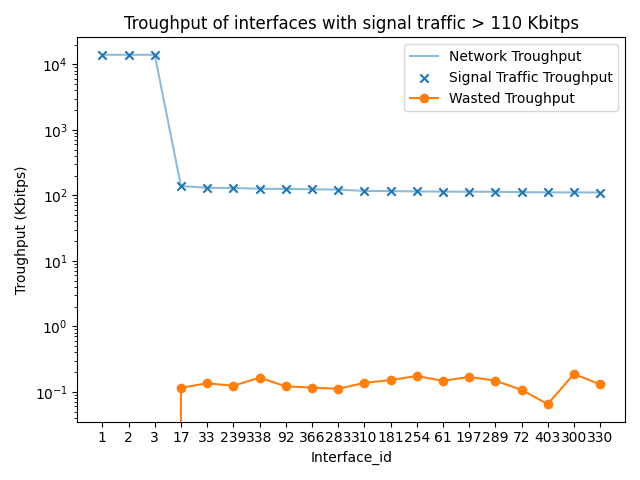 Troughput of interfaces with signal traffic > 110 Kbitps
Network Troughput
Signal Traffic Troughput
Wasted Troughput
Troughput (Kbitps)
10^4
10^3
10^2
10^1
10^0
10^−1
1 2 3 17 33 239 338 92 366 283 310 181 254 61 197 289 72 403 300 330
Interface_id